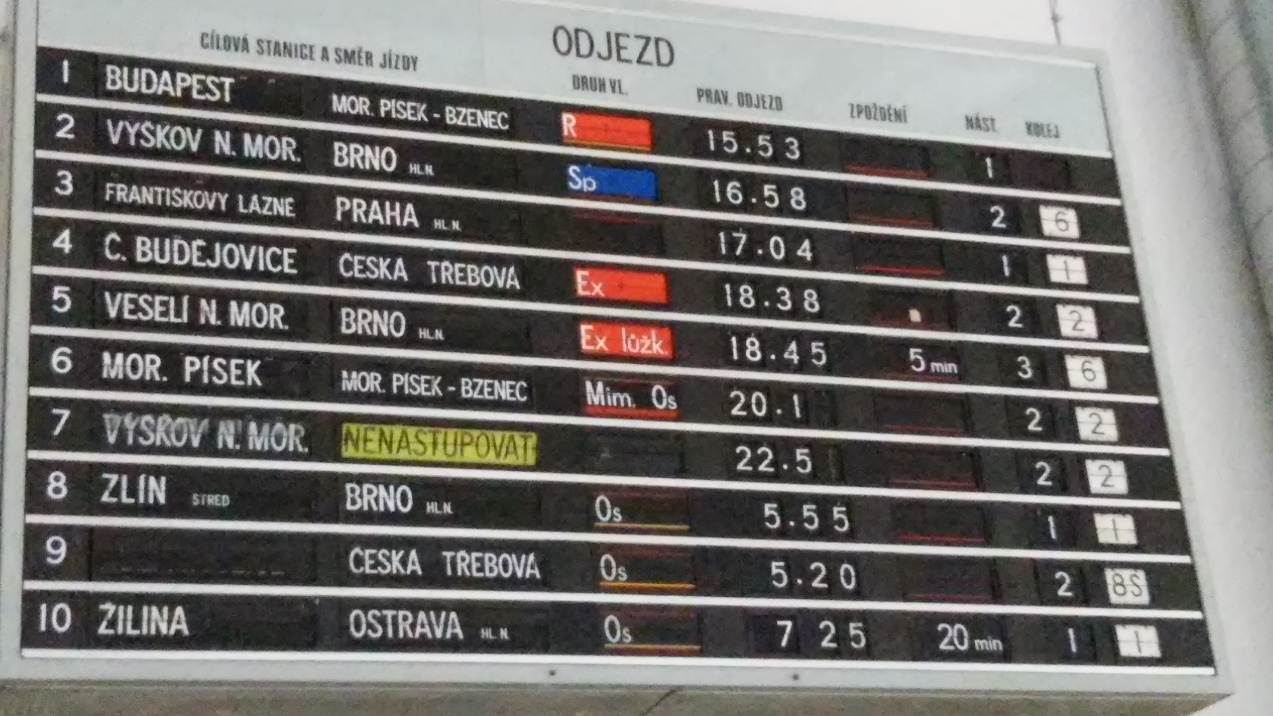 ODJEZD
CÍLOVÁ STANICE A SMĚR JÍZDY DRUH VL. PRAV. ODJEZD ZPOŽDĚNÍ NÁST. KOLEJ
1 BUDAPEST MOR. PÍSEK - BZENEC R 15.53 1
2 VYŠKOV N. MOR. BRNO HL.N. Sp 16.58 2 6
3 FRANTIŠKOVY LÁZNĚ PRAHA HL.N. 17.04 1 1
4 Č. BUDĚJOVICE ČESKÁ TŘEBOVÁ Ex 18.38 2 2
5 VESELÍ N. MOR. BRNO HL.N. Ex lůžk. 18.45 5 min 3 6
6 MOR. PÍSEK MOR. PÍSEK - BZENEC Mim. Os 20.1 2 2
7 VYŠKOV N. MOR. NENASTUPOVAT 22.5 2 2
8 ZLÍN STŘED BRNO HL.N. Os 5.55 1 1
9 ČESKÁ TŘEBOVÁ Os 5.20 2 8S
10 ŽILINA OSTRAVA HL.N. Os 7 25 20 min 1 1